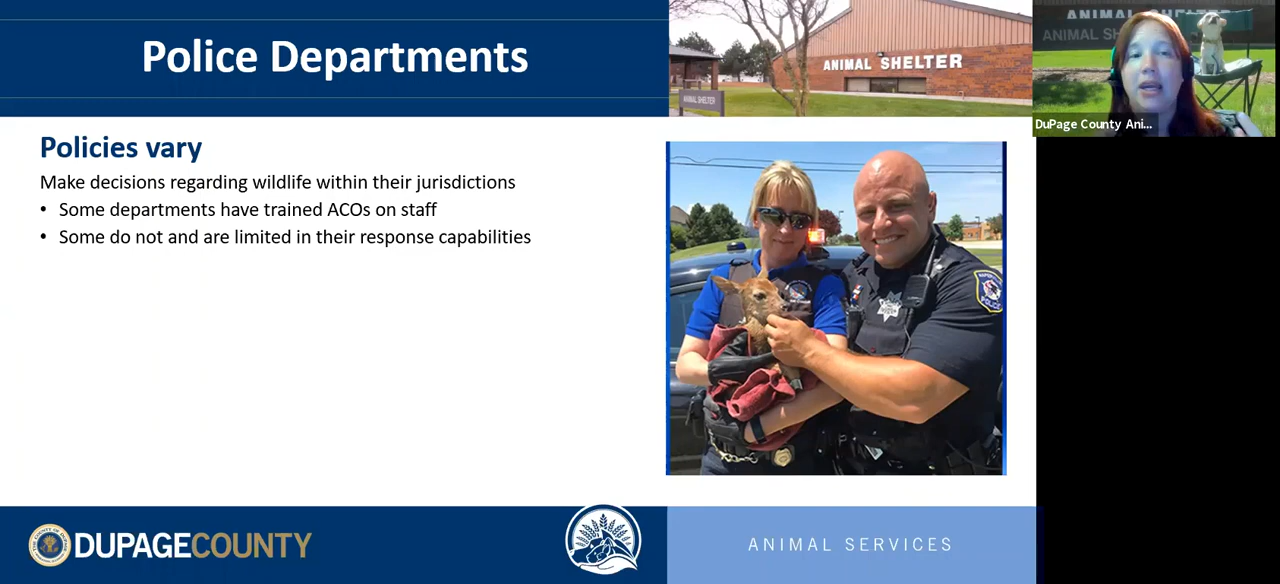 Police Departments
ANIMAL SHELTER
ANIMAL SHELTER
ANIMAL SHELTER
ANIMAL SH
DuPage County Ani...
Policies vary
Make decisions regarding wildlife within their jurisdictions
• Some departments have trained ACOs on staff
• Some do not and are limited in their response capabilities
POLICE
DUPAGECOUNTY
ANIMAL SERVICES